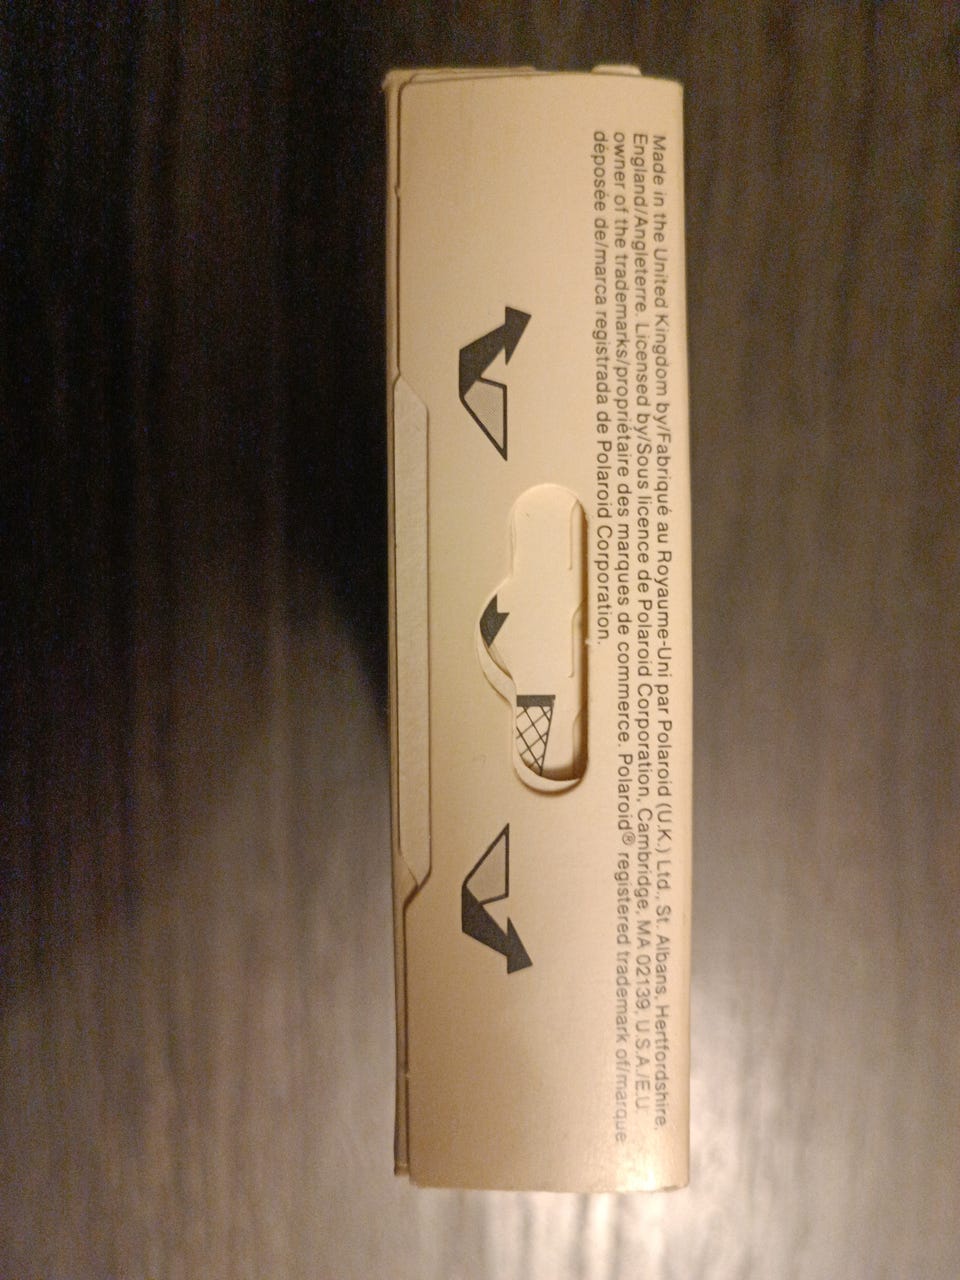 Made in the United Kingdom by/Fabriqué au Royaume-Uni par Polaroid (U.K.) Ltd., St. Albans, Hertfordshire,
England/Angleterre. Licensed by/Sous licence de Polaroid Corporation, Cambridge, MA 02139, U.S.A./E.U.
owner of the trademarks/propriétaire des marques de commerce. Polaroid® registered trademark of/marque
déposée de/marca registrada de Polaroid Corporation.